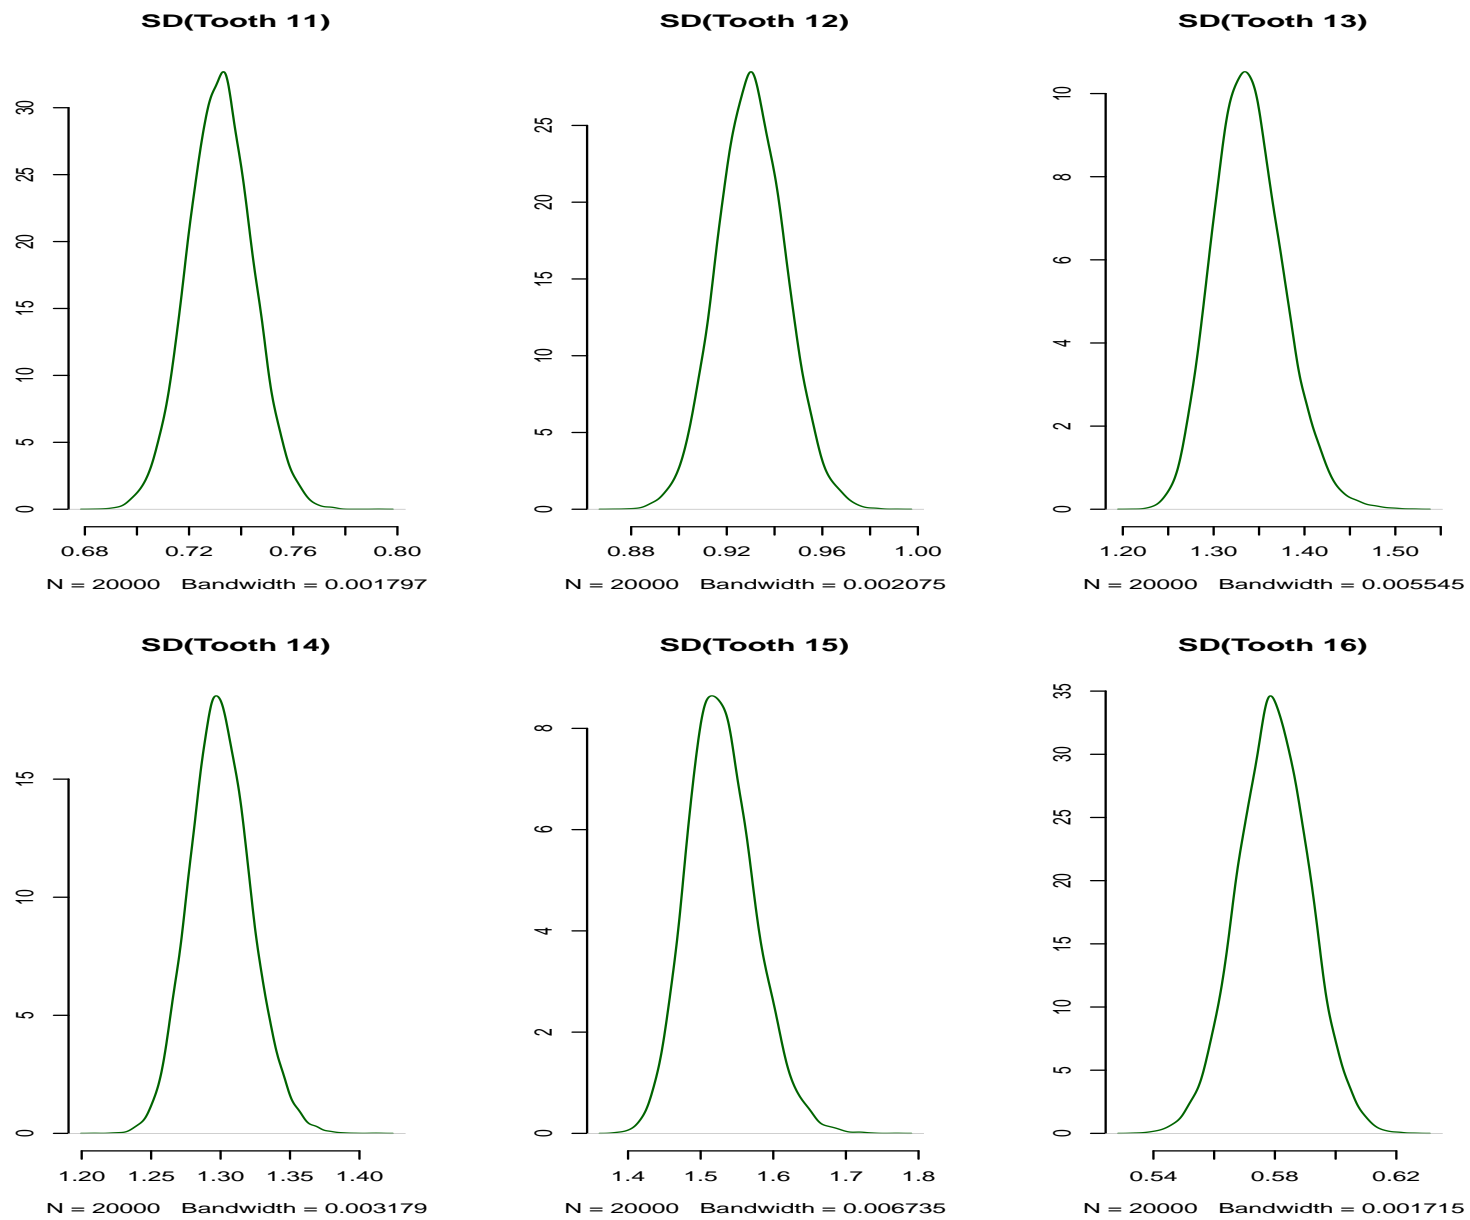 SD(Tooth 11)
30
25
20
15
10
5
0
0.68 0.72 0.76 0.80
N = 20000 Bandwidth = 0.001797
SD(Tooth 12)
25
20
15
10
5
0
0.88 0.92 0.96 1.00
N = 20000 Bandwidth = 0.002075
SD(Tooth 13)
10
8
6
4
2
0
1.20 1.30 1.40 1.50
N = 20000 Bandwidth = 0.005545
SD(Tooth 14)
15
10
5
0
1.20 1.25 1.30 1.35 1.40
N = 20000 Bandwidth = 0.003179
SD(Tooth 15)
8
6
4
2
0
1.4 1.5 1.6 1.7 1.8
N = 20000 Bandwidth = 0.006735
SD(Tooth 16)
35
30
25
20
15
10
5
0
0.54 0.58 0.62
N = 20000 Bandwidth = 0.001715